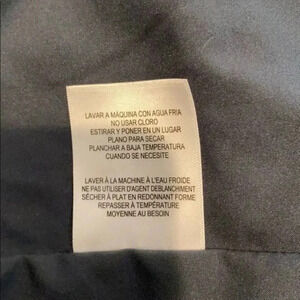 LAVAR A MÁQUINA CON AGUA FRIA
NO USAR CLORO
ESTIRAR Y PONER EN UN LUGAR
PLANO PARA SECAR
PLANCHAR A BAJA TEMPERATURA
CUANDO SE NECESITE
LAVER À LA MACHINE À L'EAU FROIDE
NE PAS UTILISER D'AGENT DEBLANCHIMENT
SÉCHER À PLAT EN REDONNANT FORME
REPASSER À TEMPÉRATURE
MOYENNE AU BESOIN